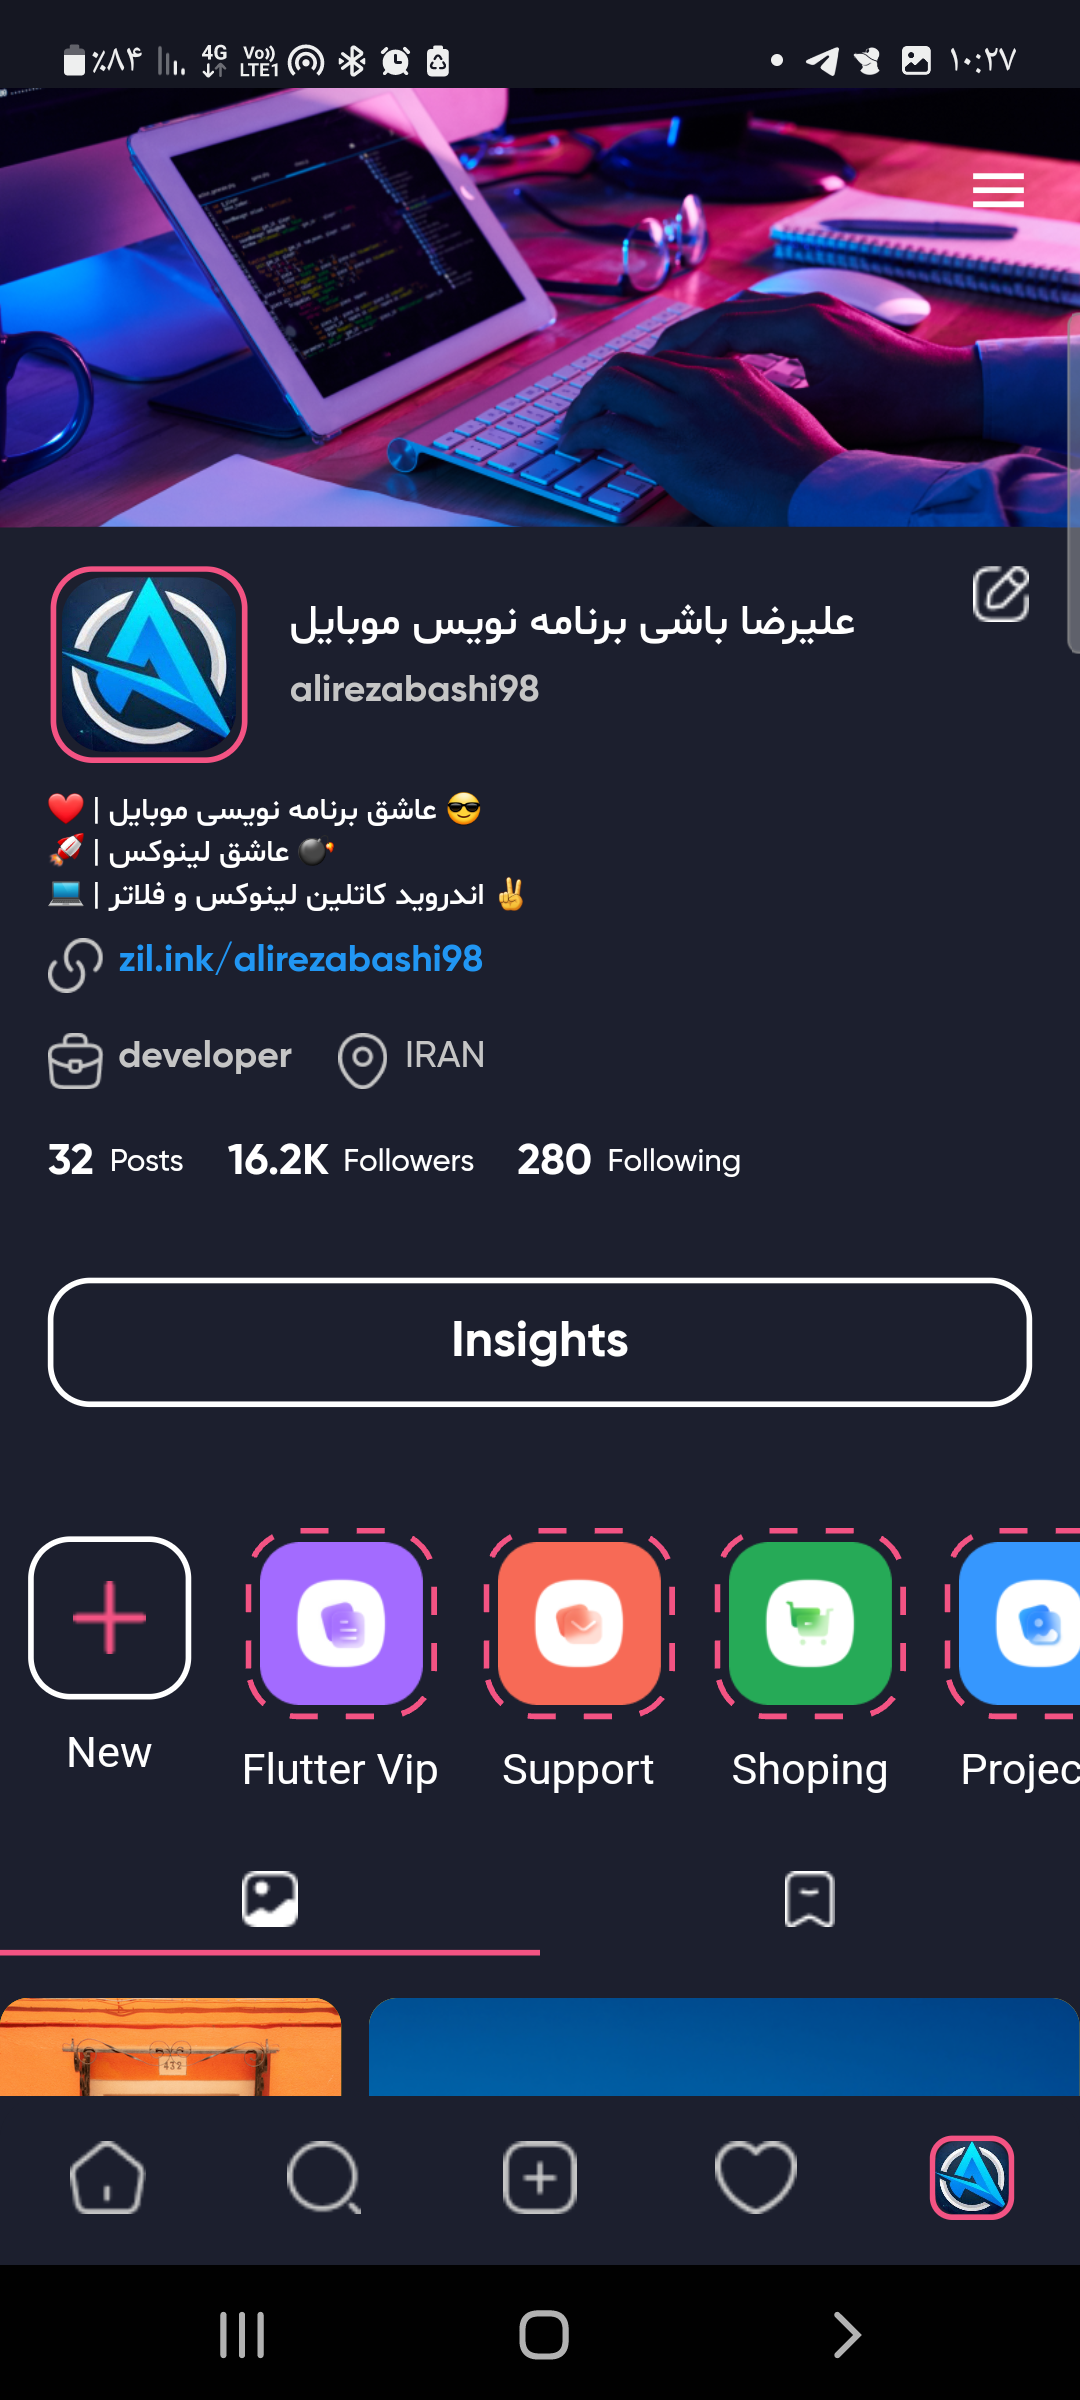 ٪۸۴ 4G Vo)) LTE1 ۱۰:۲۷
علیرضا باشی برنامه نویس موبایل
alirezabashi98
❤️ | عاشق برنامه نویسی موبایل 😎
🚀 | عاشق لینوکس 💣
💻 | اندروید کاتلین لینوکس و فلاتر ✌️
zil.ink/alirezabashi98
developer IRAN
32 Posts 16.2K Followers 280 Following
Insights
New Flutter Vip Support Shoping Projec
432